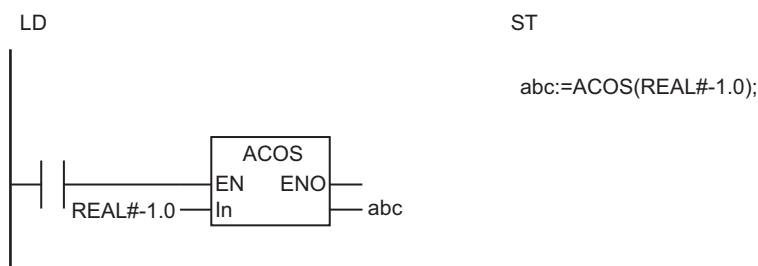 LD
ST
abc:=ACOS(REAL#-1.0);
ACOS
EN ENO
REAL#-1.0 In abc